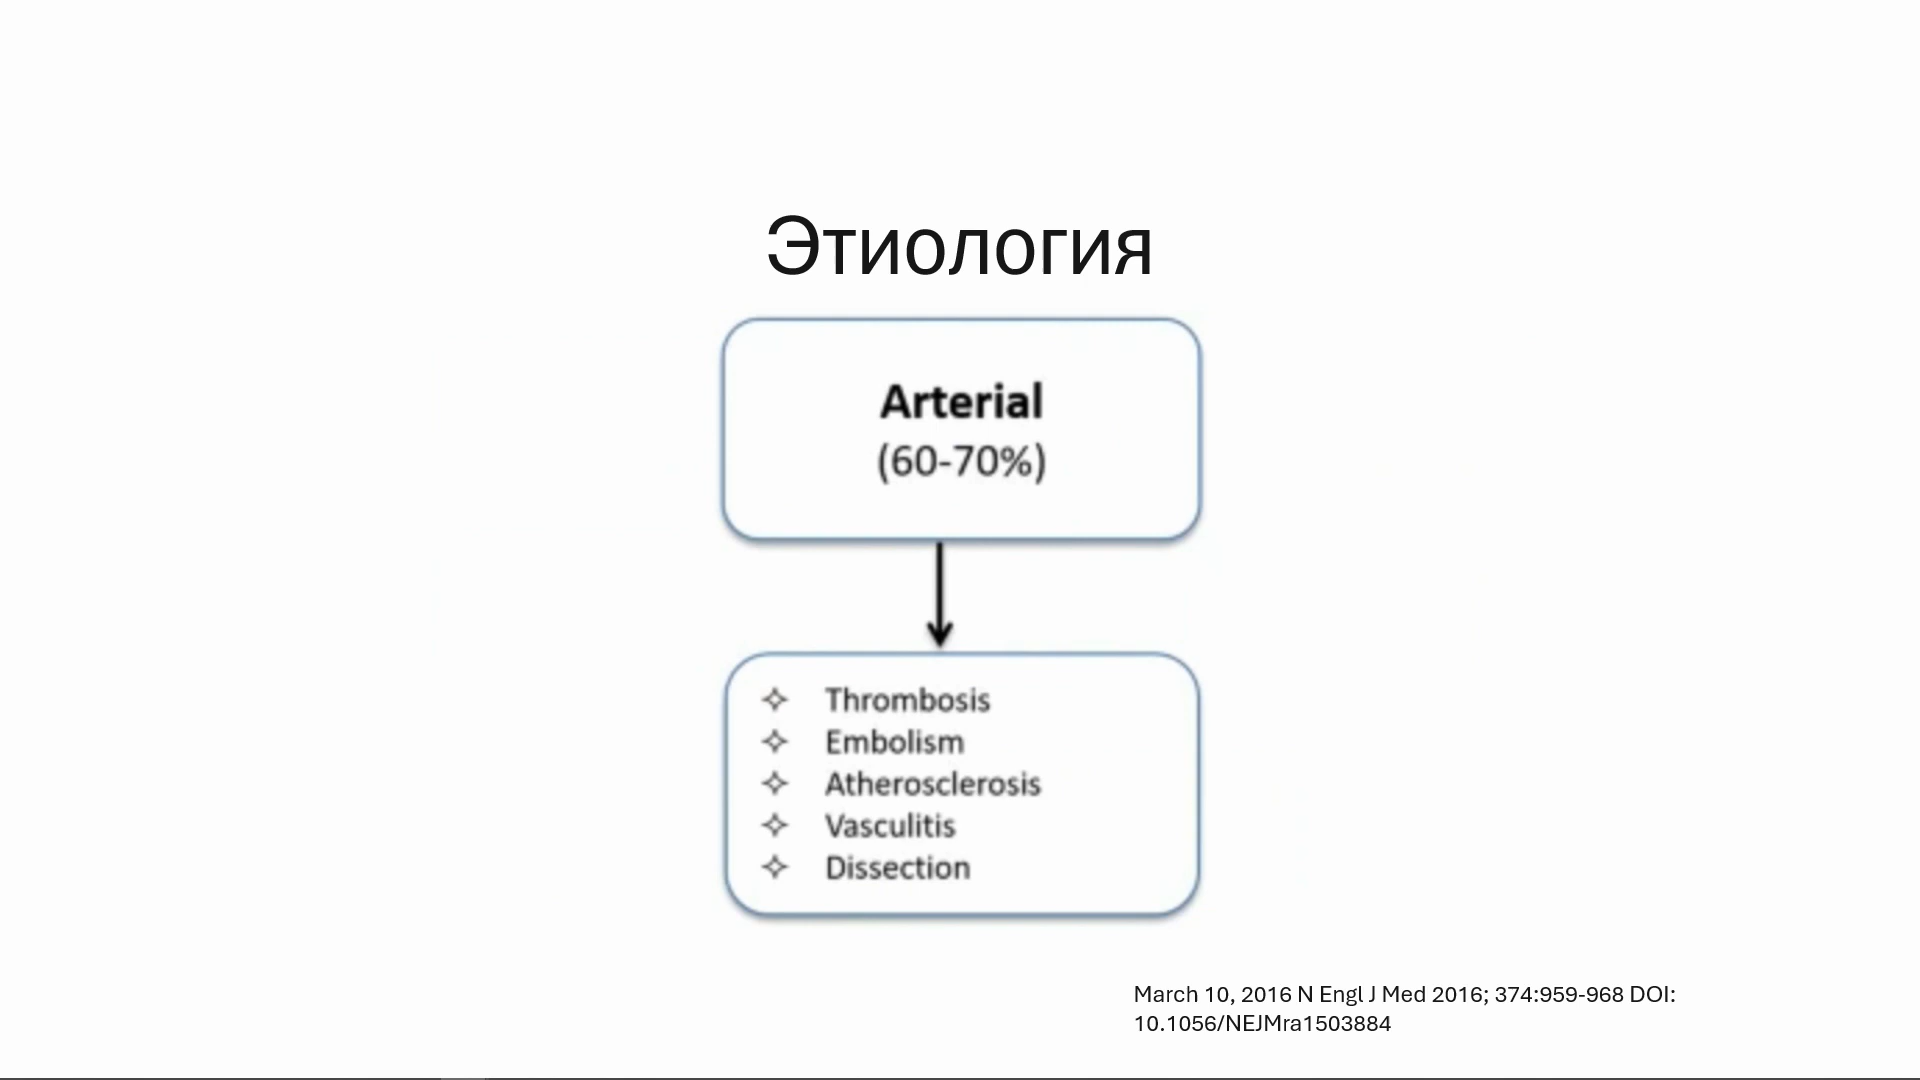 Этиология
Arterial
(60-70%)
Thrombosis
Embolism
Atherosclerosis
Vasculitis
Dissection
March 10, 2016 N Engl J Med 2016; 374:959-968 DOI:
10.1056/NEJMra1503884